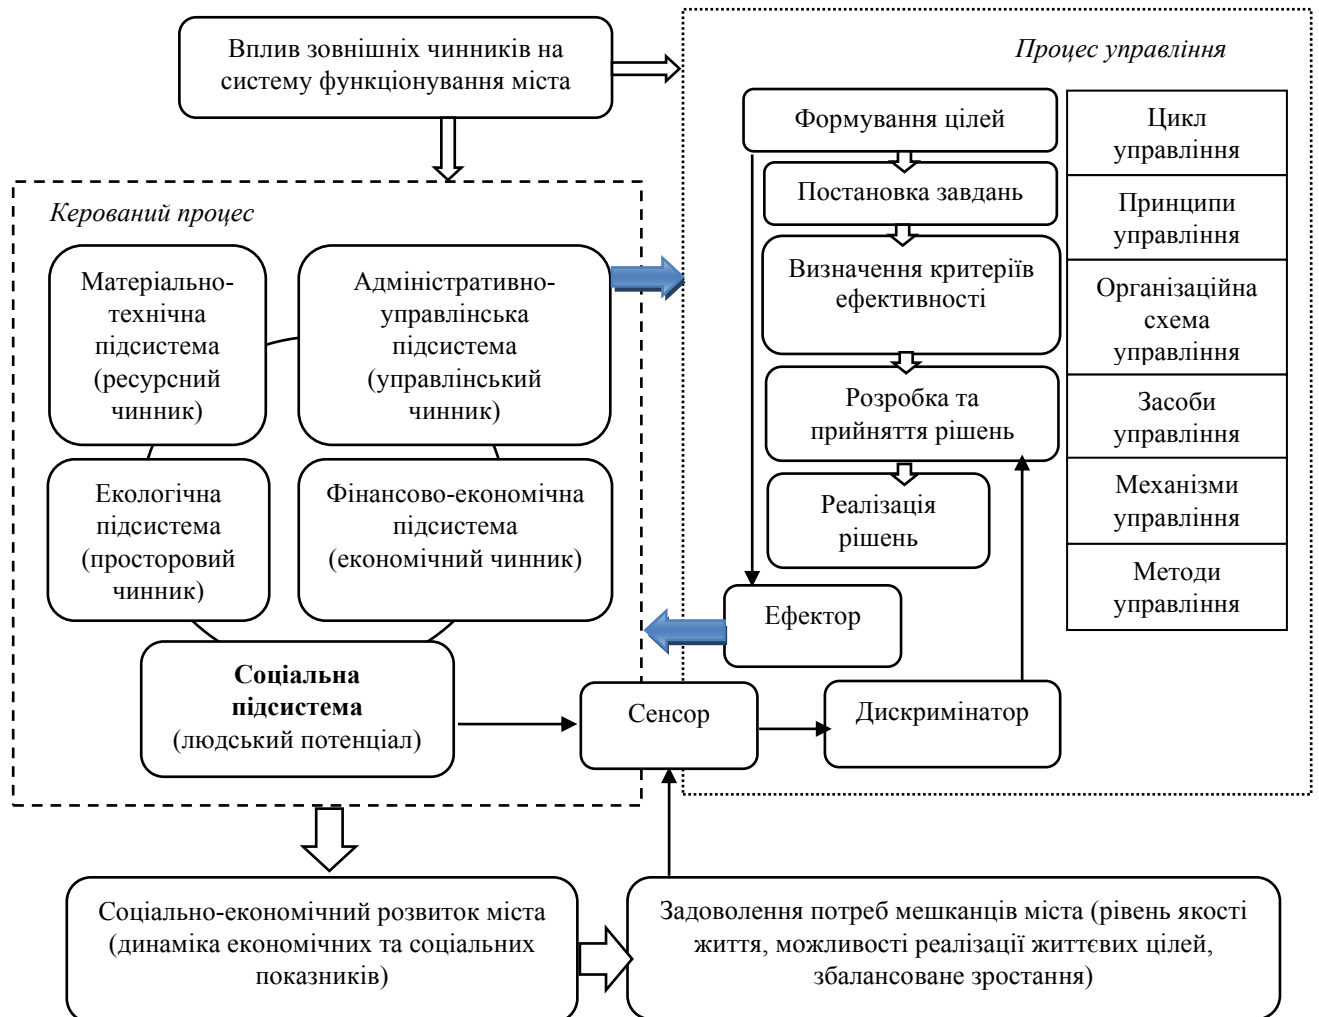 Вплив зовнішніх чинників на
систему функціонування міста
Процес управління
Формування цілей
Постановка завдань
Визначення критеріїв
ефективності
Розробка та
прийняття рішень
Реалізація
рішень
Ефектор
Цикл
управління
Принципи
управління
Організаційна
схема
управління
Засоби
управління
Механізми
управління
Методи
управління
Керований процес
Матеріально-
технічна
підсистема
(ресурсний
чинник)
Адміністративно-
управлінська
підсистема
(управлінський
чинник)
Екологічна
підсистема
(просторовий
чинник)
Фінансово-економічна
підсистема
(економічний чинник)
Соціальна
підсистема
(людський потенціал)
Сенсор
Дискримінатор
Соціально-економічний розвиток міста
(динаміка економічних та соціальних
показників)
Задоволення потреб мешканців міста (рівень якості
життя, можливості реалізації життєвих цілей,
збалансоване зростання)